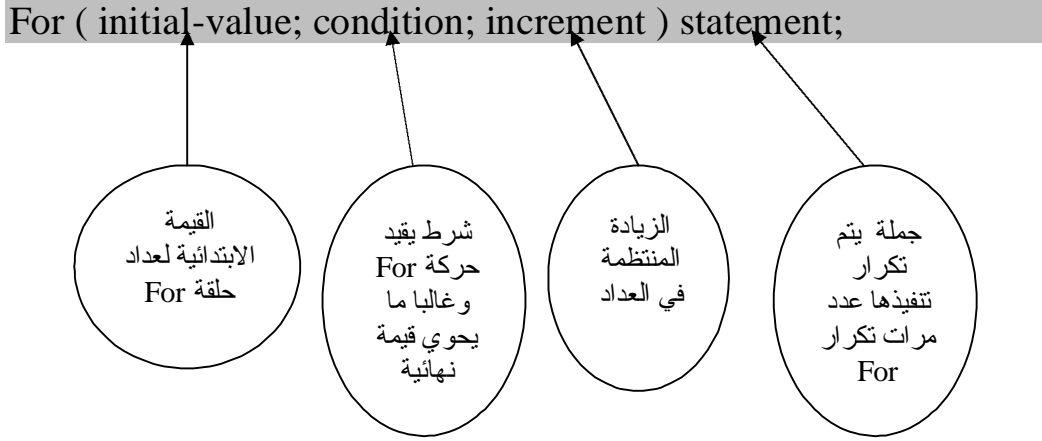 For ( initial-value; condition; increment ) statement;
القيمة
الابتدائية لعداد
حلقة For
شرط يقيد
حركة For
وغالبا ما
يحوي قيمة
نهائية
الزيادة
المنتظمة
في العداد
جملة يتم
تكرار
تنفيذها عدد
مرات تكرار
For